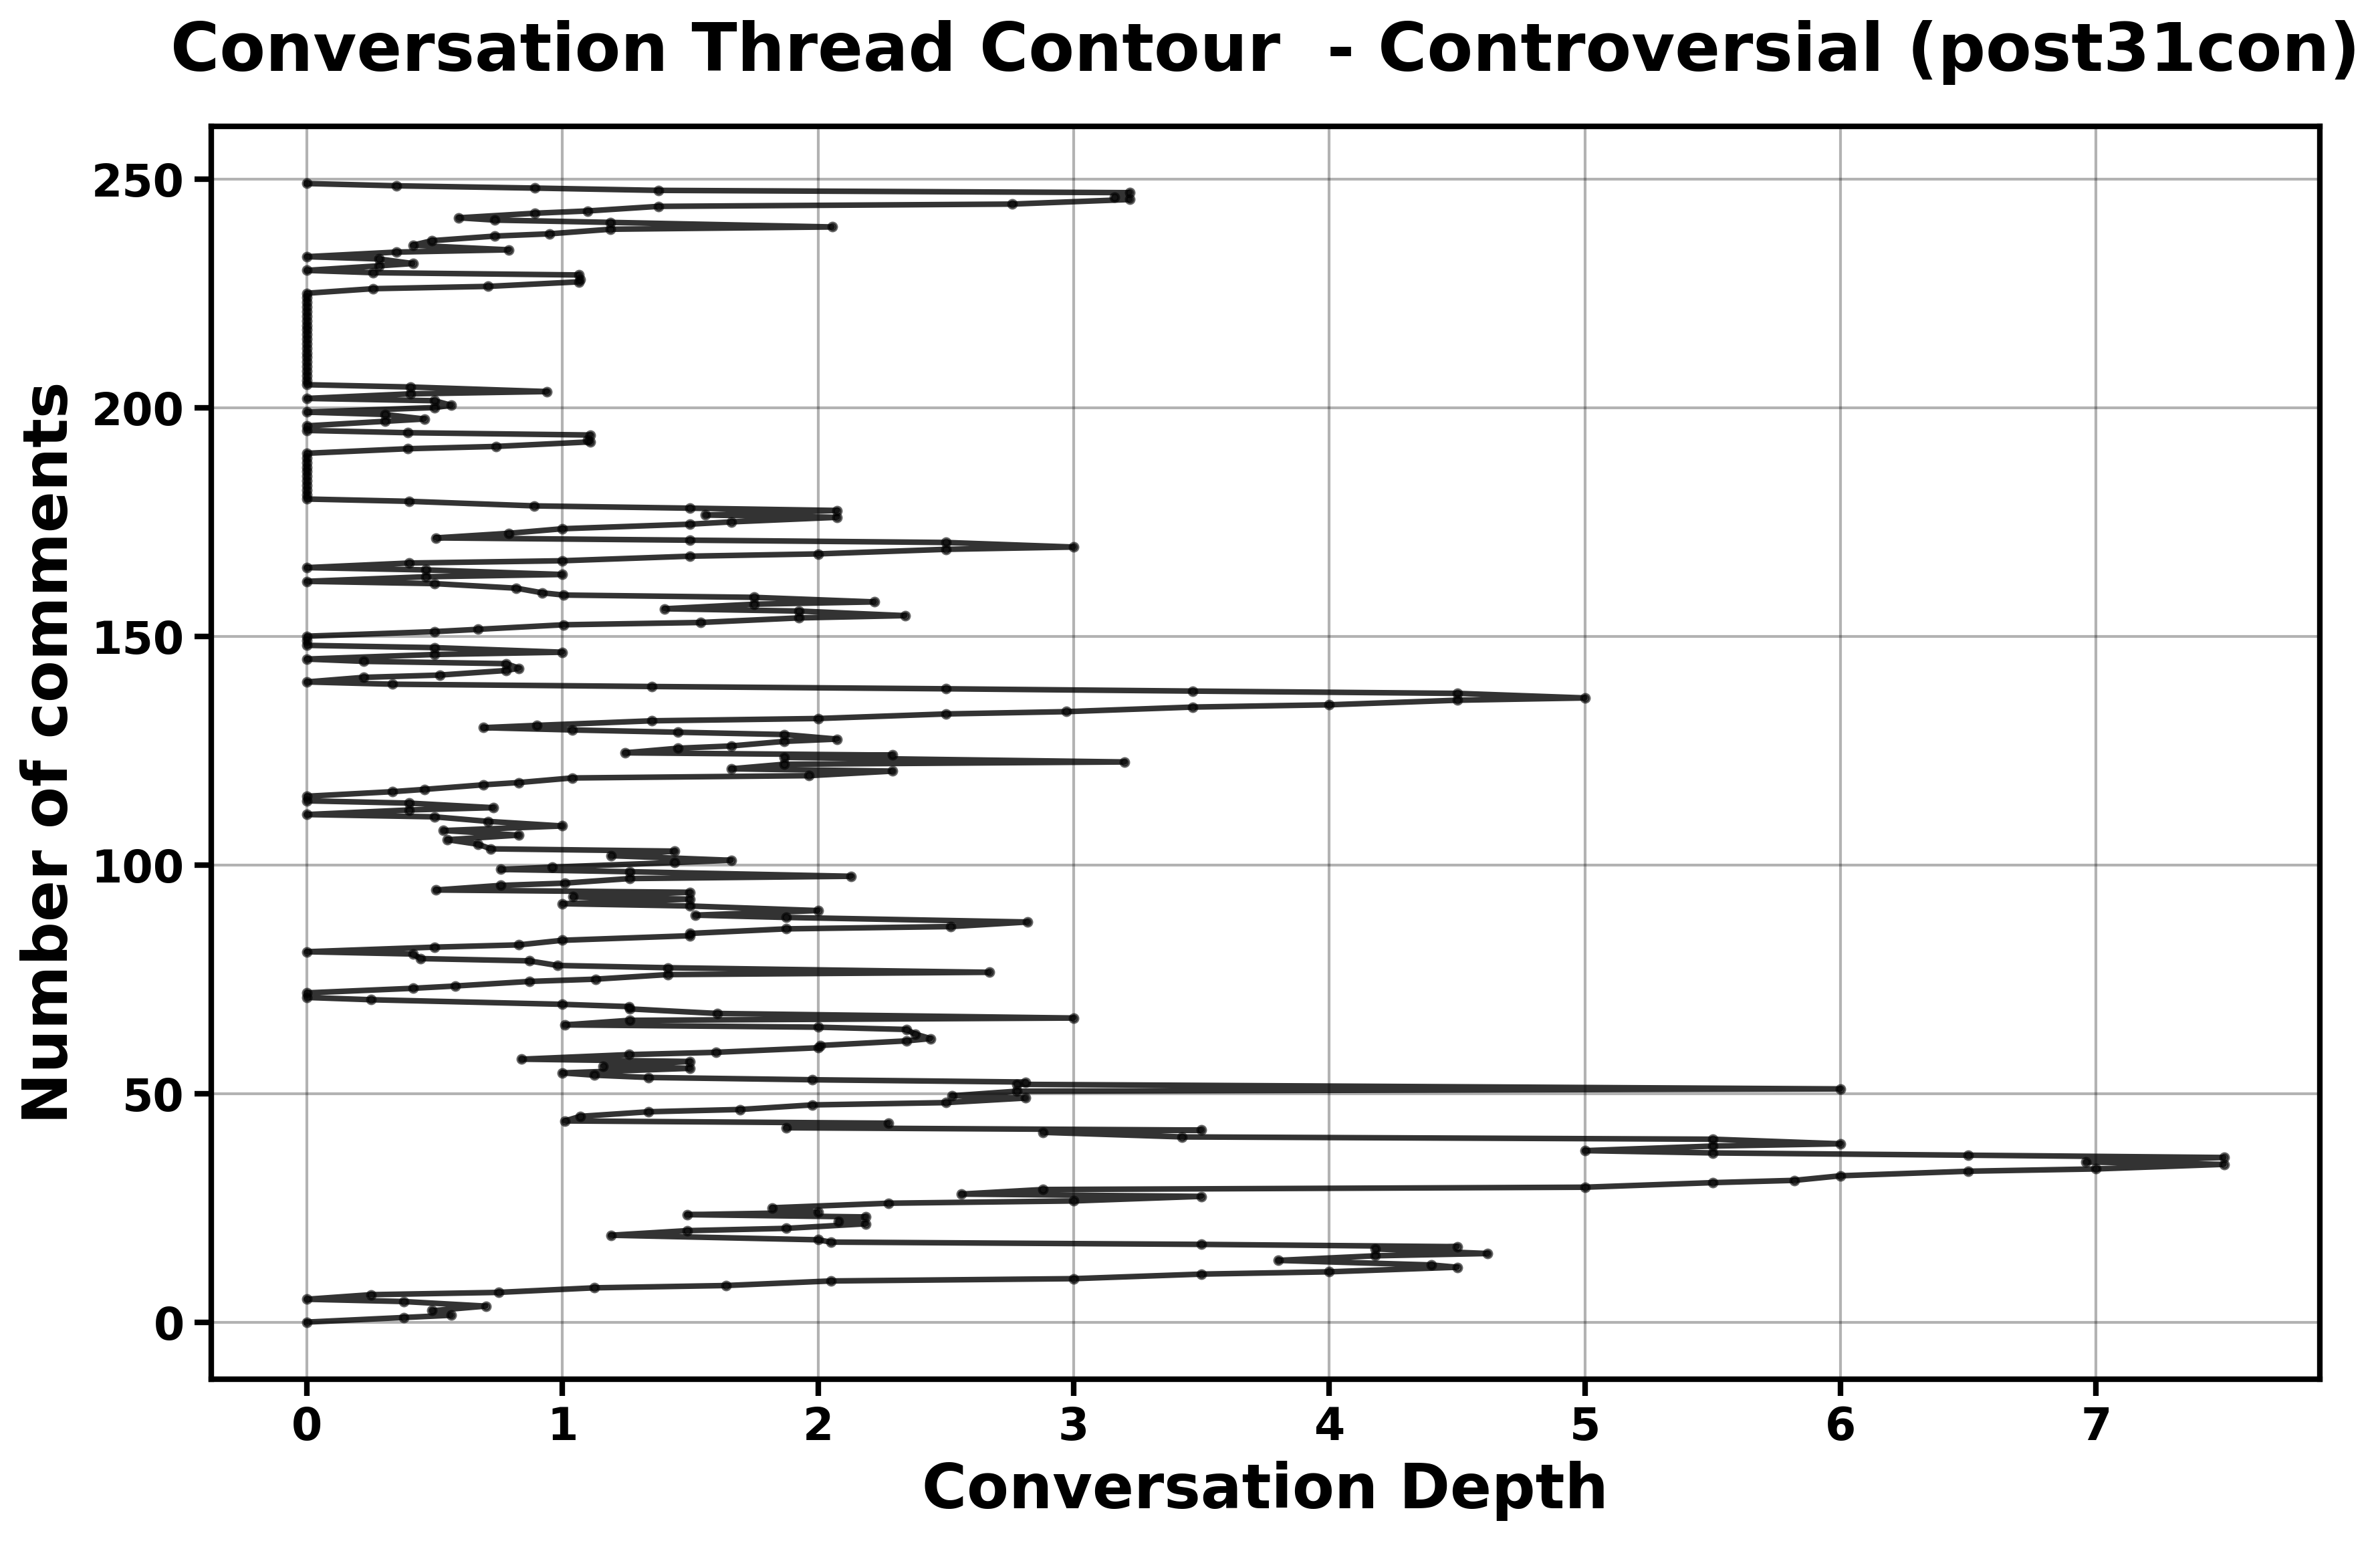 Conversation Thread Contour  - Controversial (post31con)
Number of comments
250
200
150
100
50
0
0 1 2 3 4 5 6 7
Conversation Depth